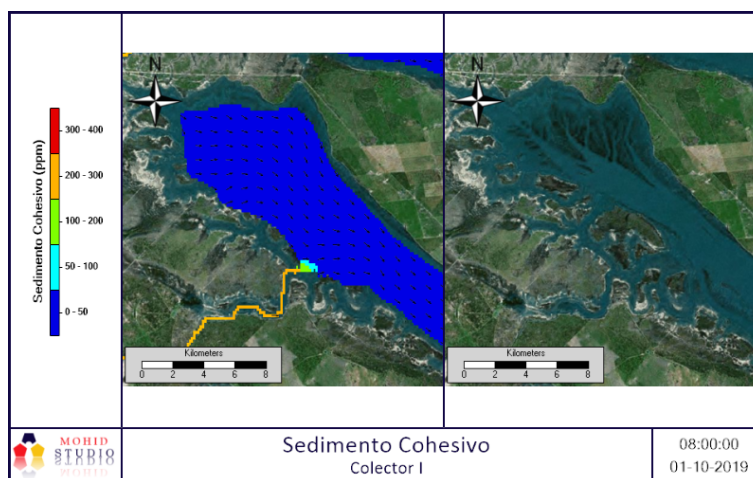 N
N
Sedimento Cohesivo (ppm)
300 - 400
200 - 300
100 - 200
50 - 100
0 - 50
Kilometers
0 2 4 6 8
Kilometers
0 2 4 6 8
MOHID
STUDIO
Sedimento Cohesivo
Colector I
08:00:00
01-10-2019